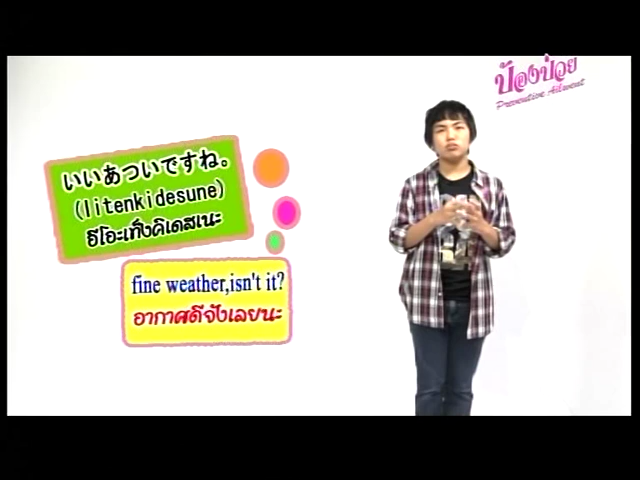 ป้องป่วย
Prevention Ailment
いいあついですね。
(Iitenkidesune)
อีโอะเท็งคิเดสเนะ
fine weather,isn't it?
อากาศดีจังเลยนะ